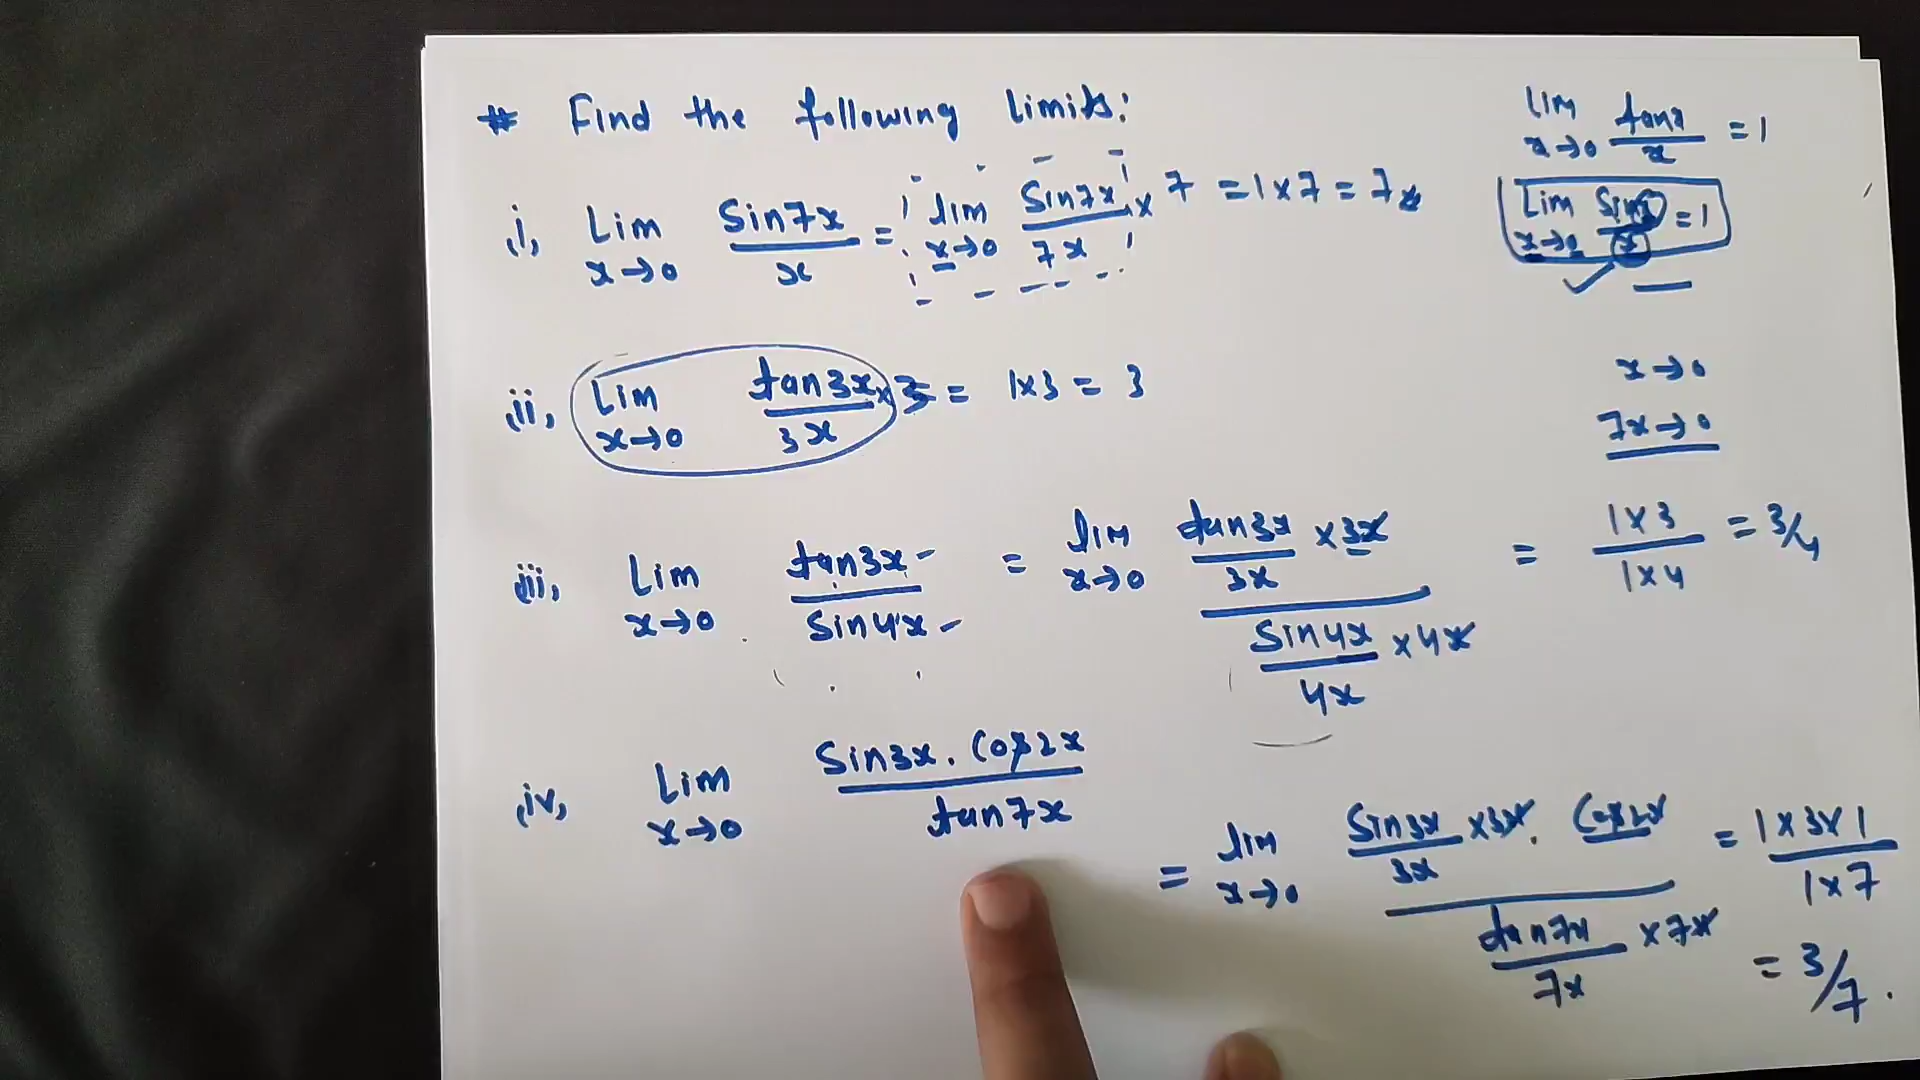 # Find the following limits:
i, Lim x→0 Sin7x/x = lim x→0 Sin7x/7x × 7 = 1×7 = 7
ii, Lim x→0 tan3x/3x × 3 = 1×3 = 3
iii, Lim x→0 tan3x/Sin4x = lim x→0 (tan3x/3x × 3x)/(Sin4x/4x × 4x) = 1×3/1×4 = 3/4
iv, Lim x→0 Sin3x . Cos2x/tan7x
= lim x→0 (Sin3x/3x × 3x . Cos2x)/(tan7x/7x × 7x) = 1×3×1/1×7
= 3/7.
lim x→0 tanx/x = 1
Lim x→0 Sinx/x = 1
x→0
7x→0